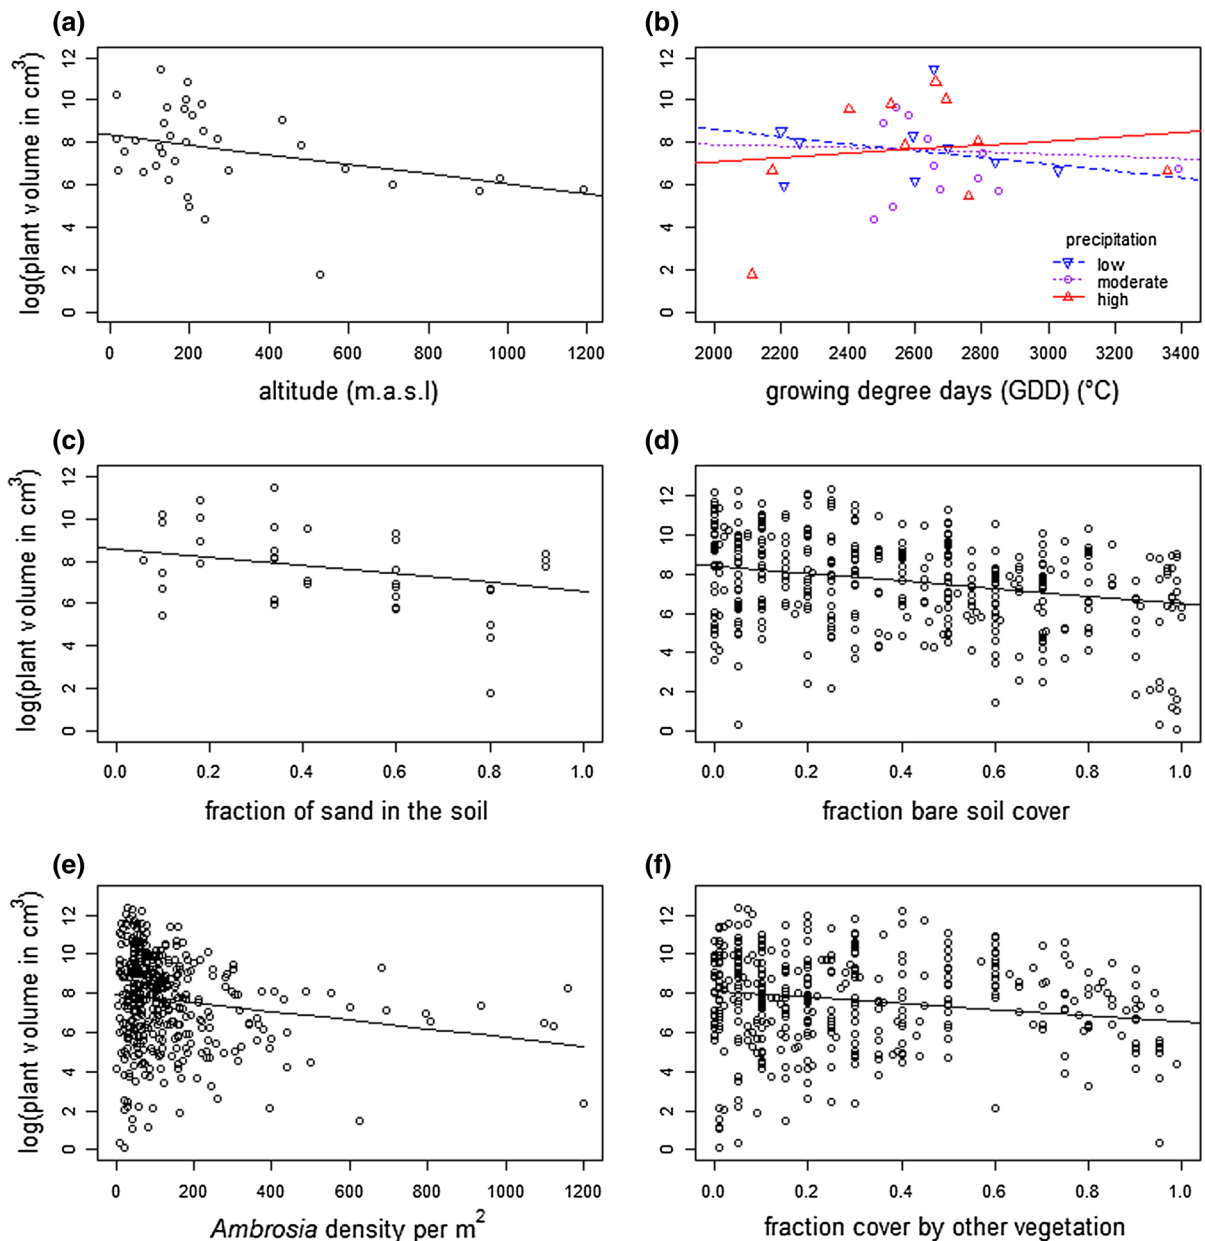 (a)
log(plant volume in cm3)
12
10
8
6
4
2
0
0 200 400 600 800 1000 1200
altitude (m.a.s.l)
(b)
12
10
8
6
4
2
0
precipitation
low
moderate
high
2000 2200 2400 2600 2800 3000 3200 3400
growing degree days (GDD) (°C)
(c)
log(plant volume in cm3)
12
10
8
6
4
2
0
0.0 0.2 0.4 0.6 0.8 1.0
fraction of sand in the soil
(d)
12
10
8
6
4
2
0
0.0 0.2 0.4 0.6 0.8 1.0
fraction bare soil cover
(e)
log(plant volume in cm3)
12
10
8
6
4
2
0
0 200 400 600 800 1000 1200
Ambrosia density per m2
(f)
12
10
8
6
4
2
0
0.0 0.2 0.4 0.6 0.8 1.0
fraction cover by other vegetation